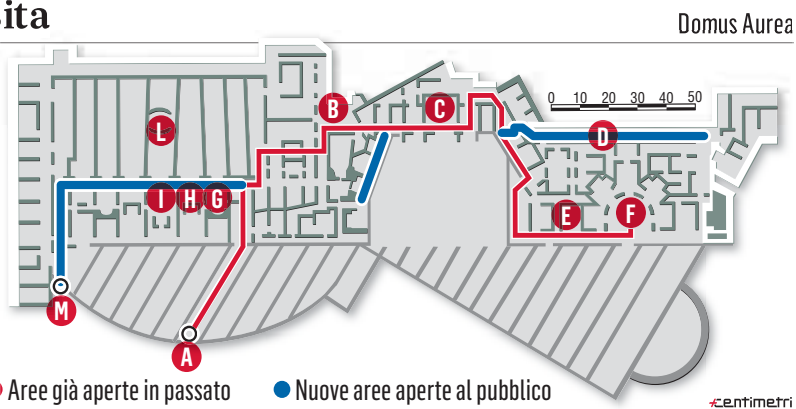 ita
Domus Aurea
0 10 20 30 40 50
B
C
L
D
I H G
E
F
M
A
Aree già aperte in passato
Nuove aree aperte al pubblico
centimetri